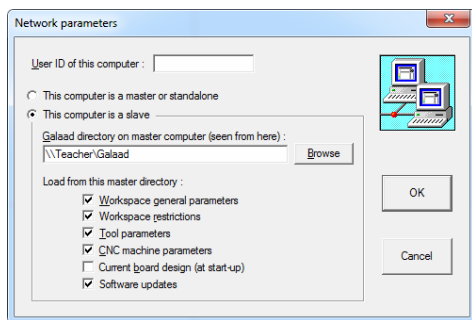 Network parameters
User ID of this computer :
This computer is a master or standalone
This computer is a slave
Galaad directory on master computer (seen from here) :
\\Teacher\Galaad
Browse
Load from this master directory :
Workspace general parameters
Workspace restrictions
Tool parameters
CNC machine parameters
Current board design (at start-up)
Software updates
OK
Cancel